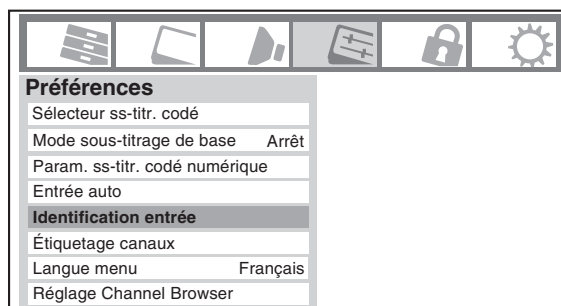 Préférences
Sélecteur ss-titr. codé
Mode sous-titrage de base Arrêt
Param. ss-titr. codé numérique
Entrée auto
Identification entrée
Étiquetage canaux
Langue menu Français
Réglage Channel Browser